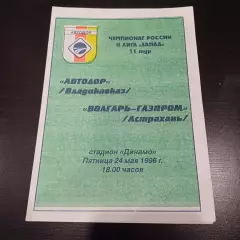 АВТОДОР
ЧЕМПИОНАТ РОССИИ
II ЛИГА "ЗАПАД"
11 тур
«АВТОДОР»
/Владикавказ/
«ВОЛГАРЬ-ГАЗПРОМ»
/Астрахань/
стадион «Динамо»
Пятница 24 мая 1996 г.
18.00 часов